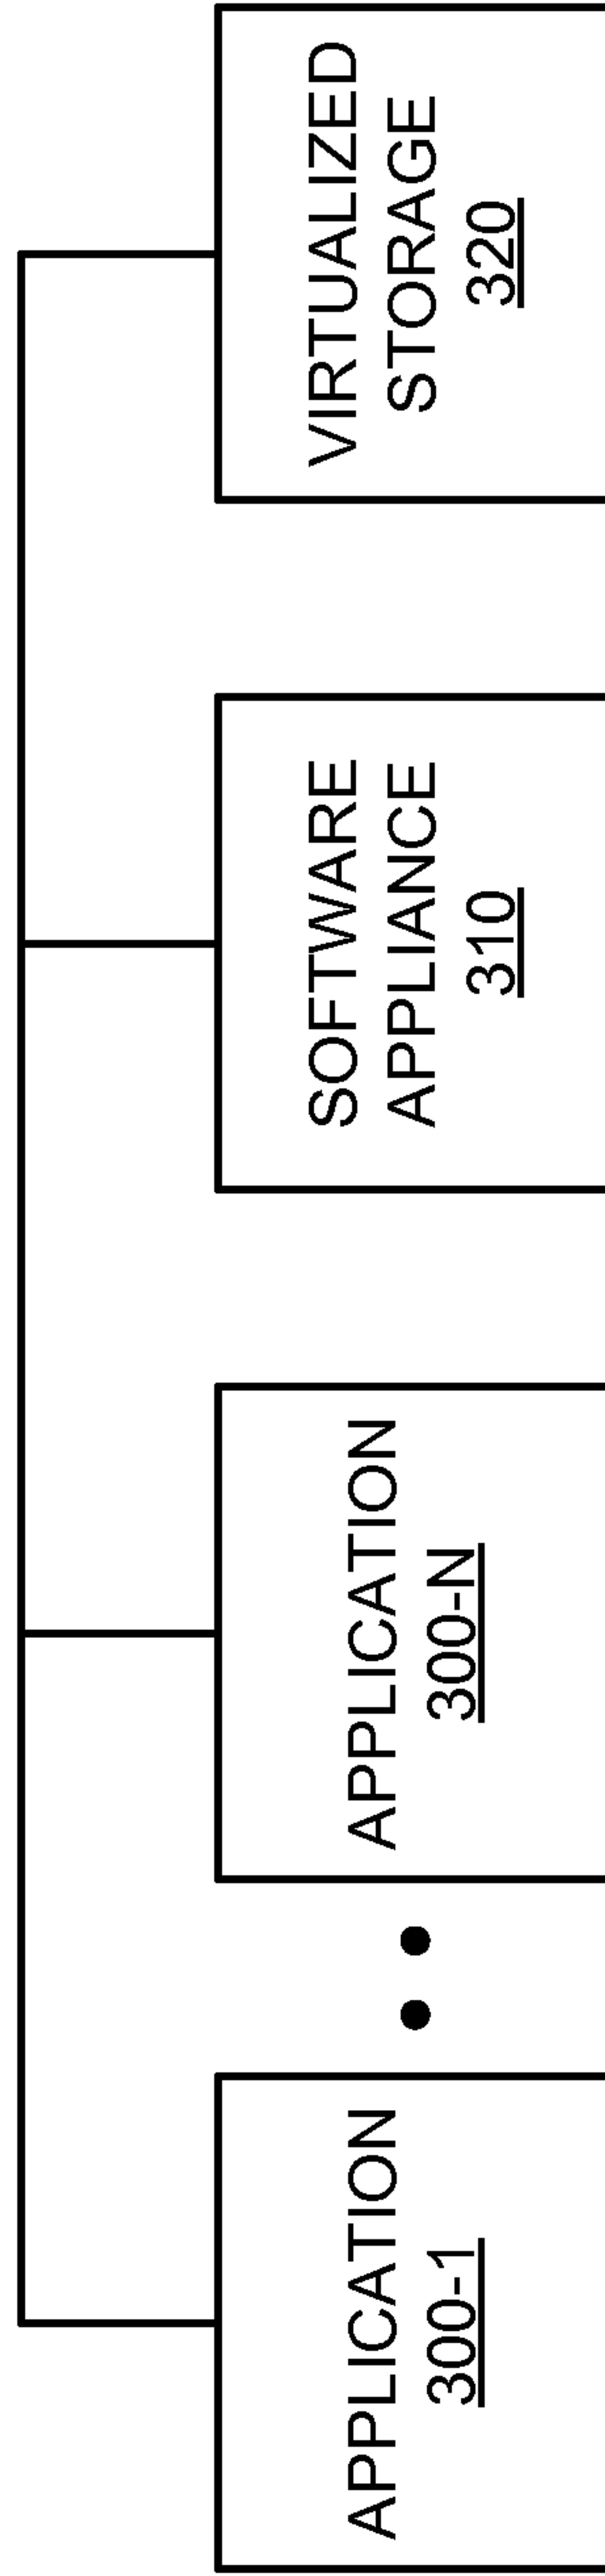 APPLICATION
300-1
APPLICATION
300-N
SOFTWARE
APPLIANCE
310
VIRTUALIZED
STORAGE
320